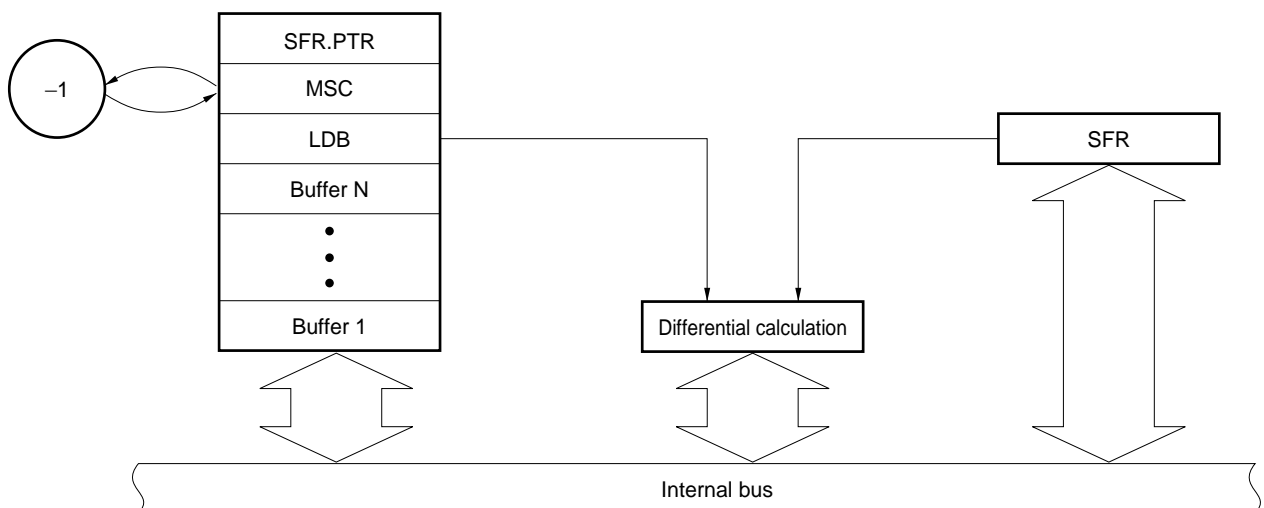 SFR.PTR
−1
MSC
LDB
SFR
Buffer N
Buffer 1
Differential calculation
Internal bus